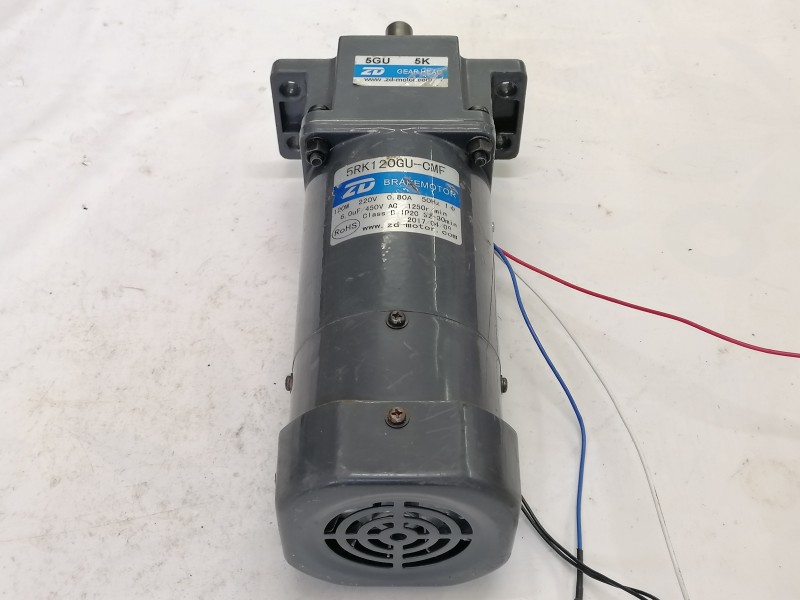 5GU 5K
ZD GEAR HEAD
www.zd-motor.com
5RK120GU-CMF
ZD BRAKEMOTOR
120W 220V 0.80A 50Hz 1Φ
6.0uF/450V AC 1250r/min
Class B IP20 S2-30min
RoHS 2017.04.06
www.zd-motor.com